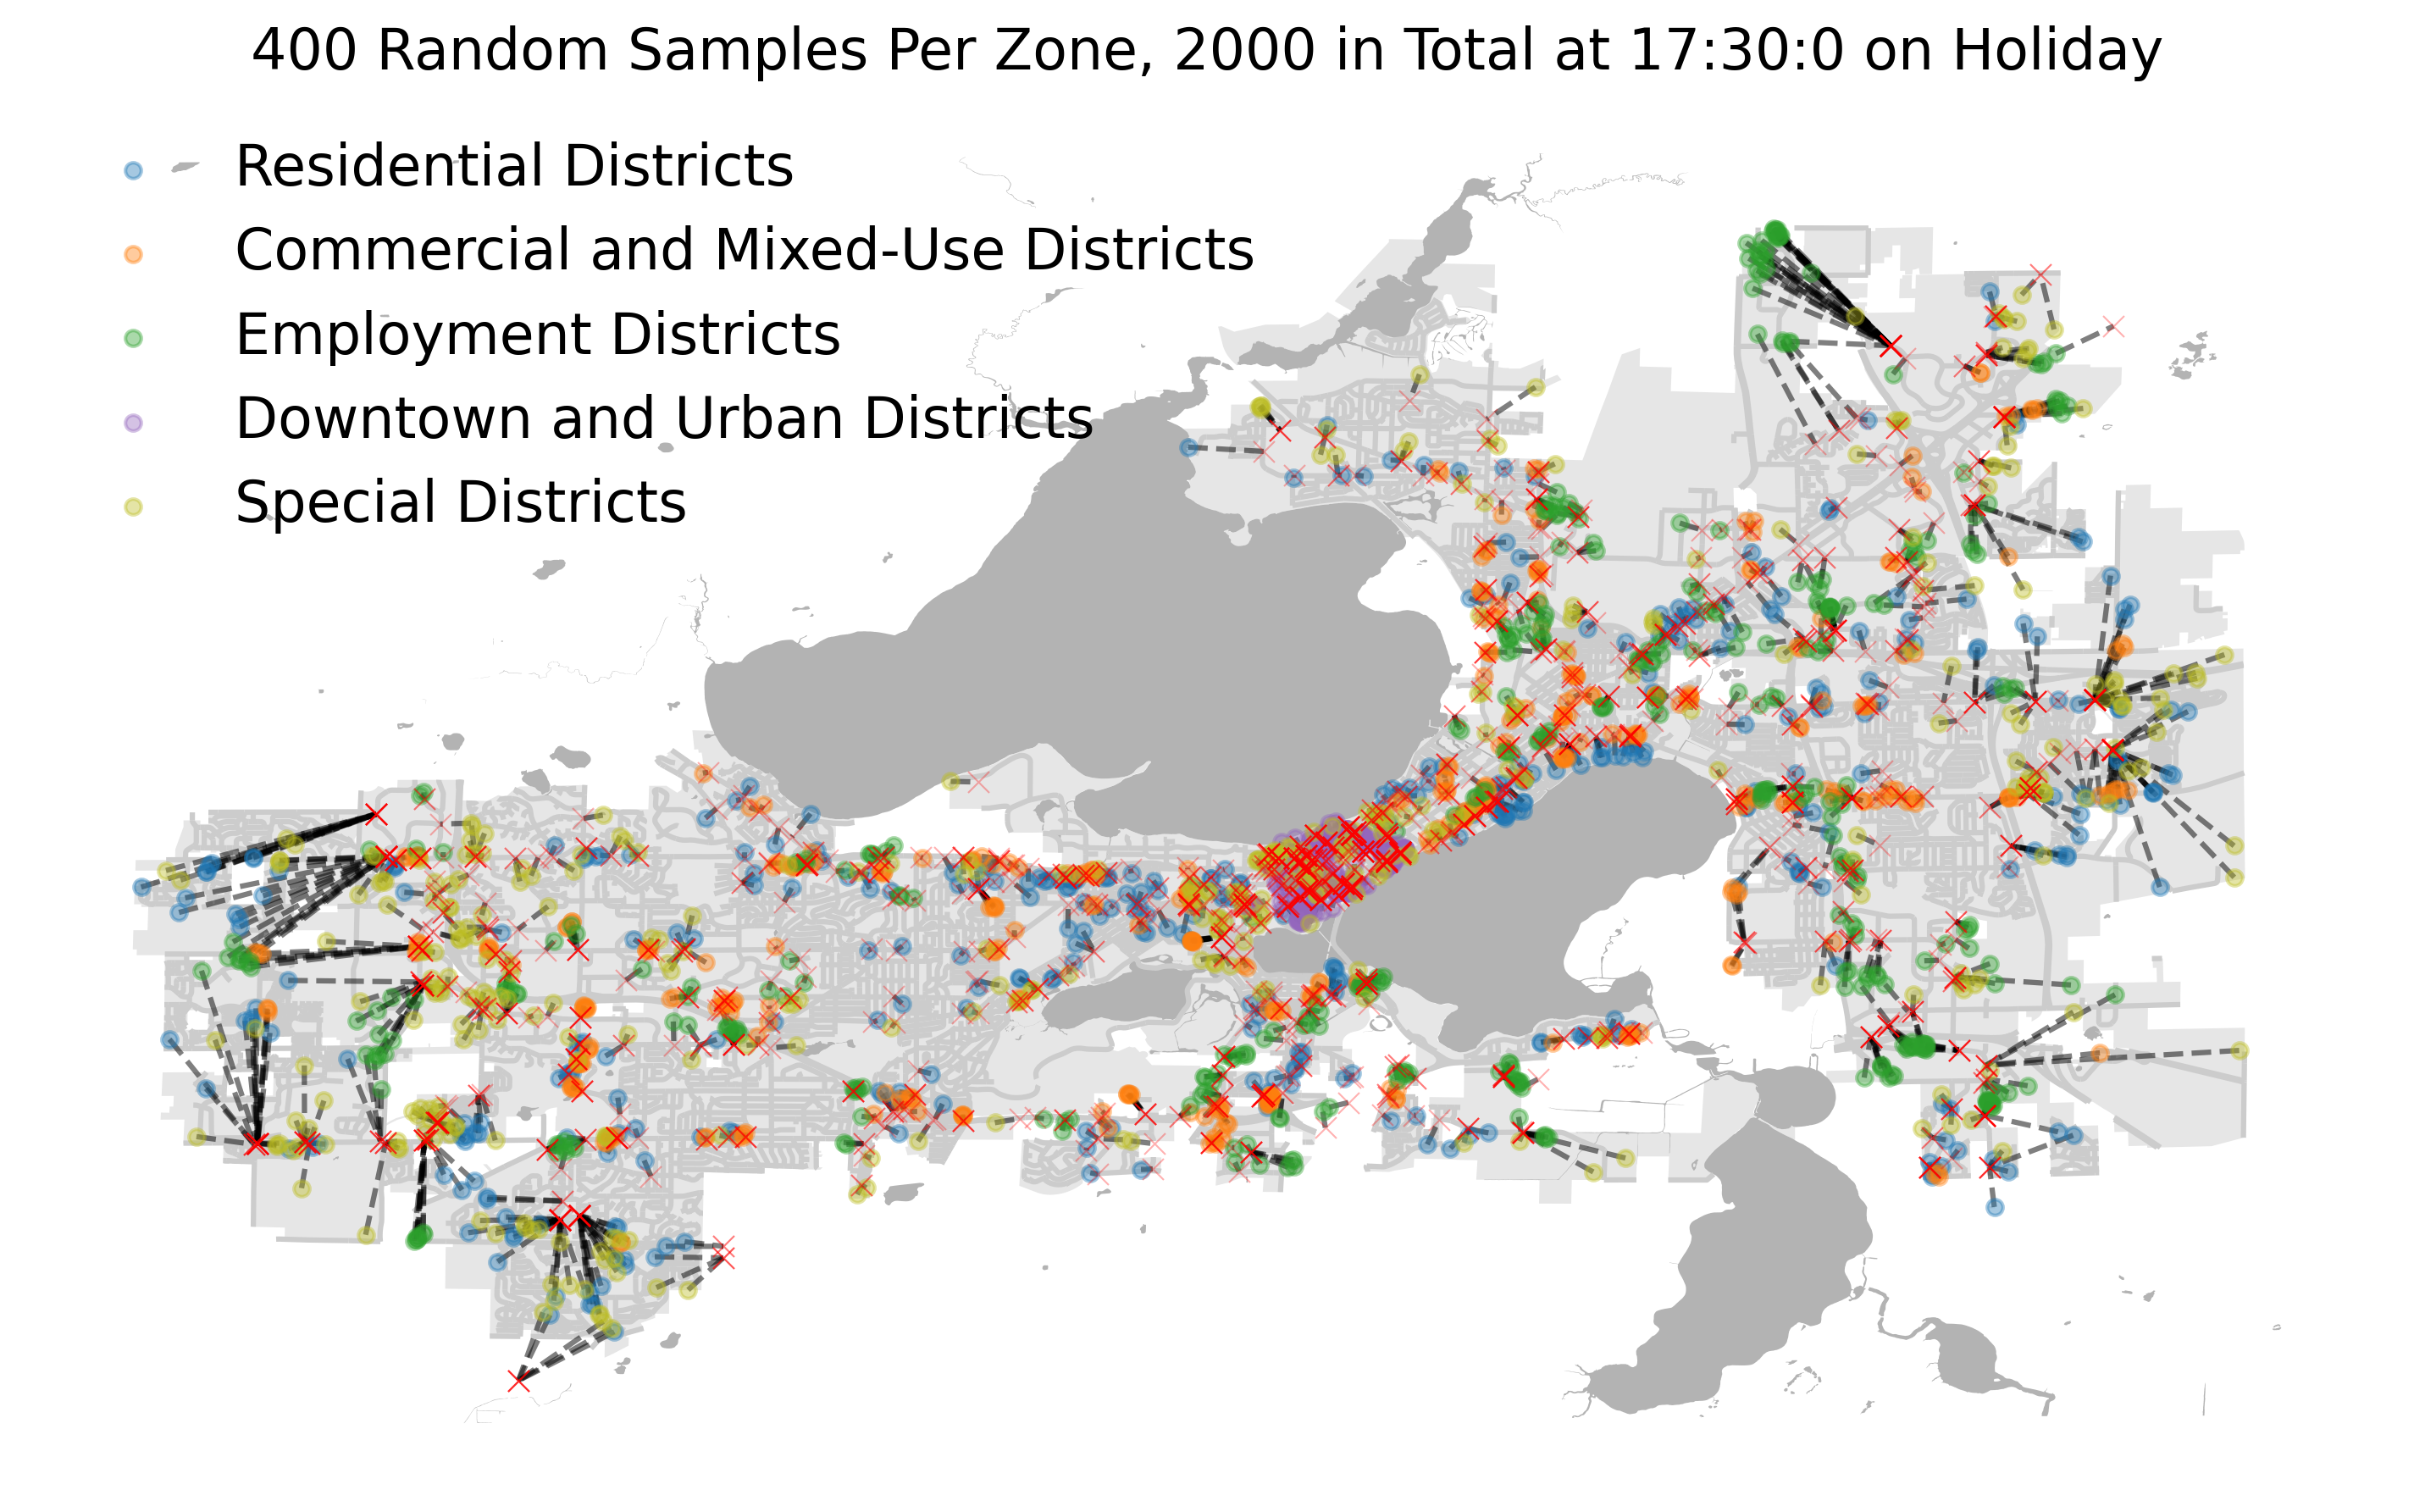 400 Random Samples Per Zone, 2000 in Total at 17:30:0 on Holiday
Residential Districts
Commercial and Mixed-Use Districts
Employment Districts
Downtown and Urban Districts
Special Districts